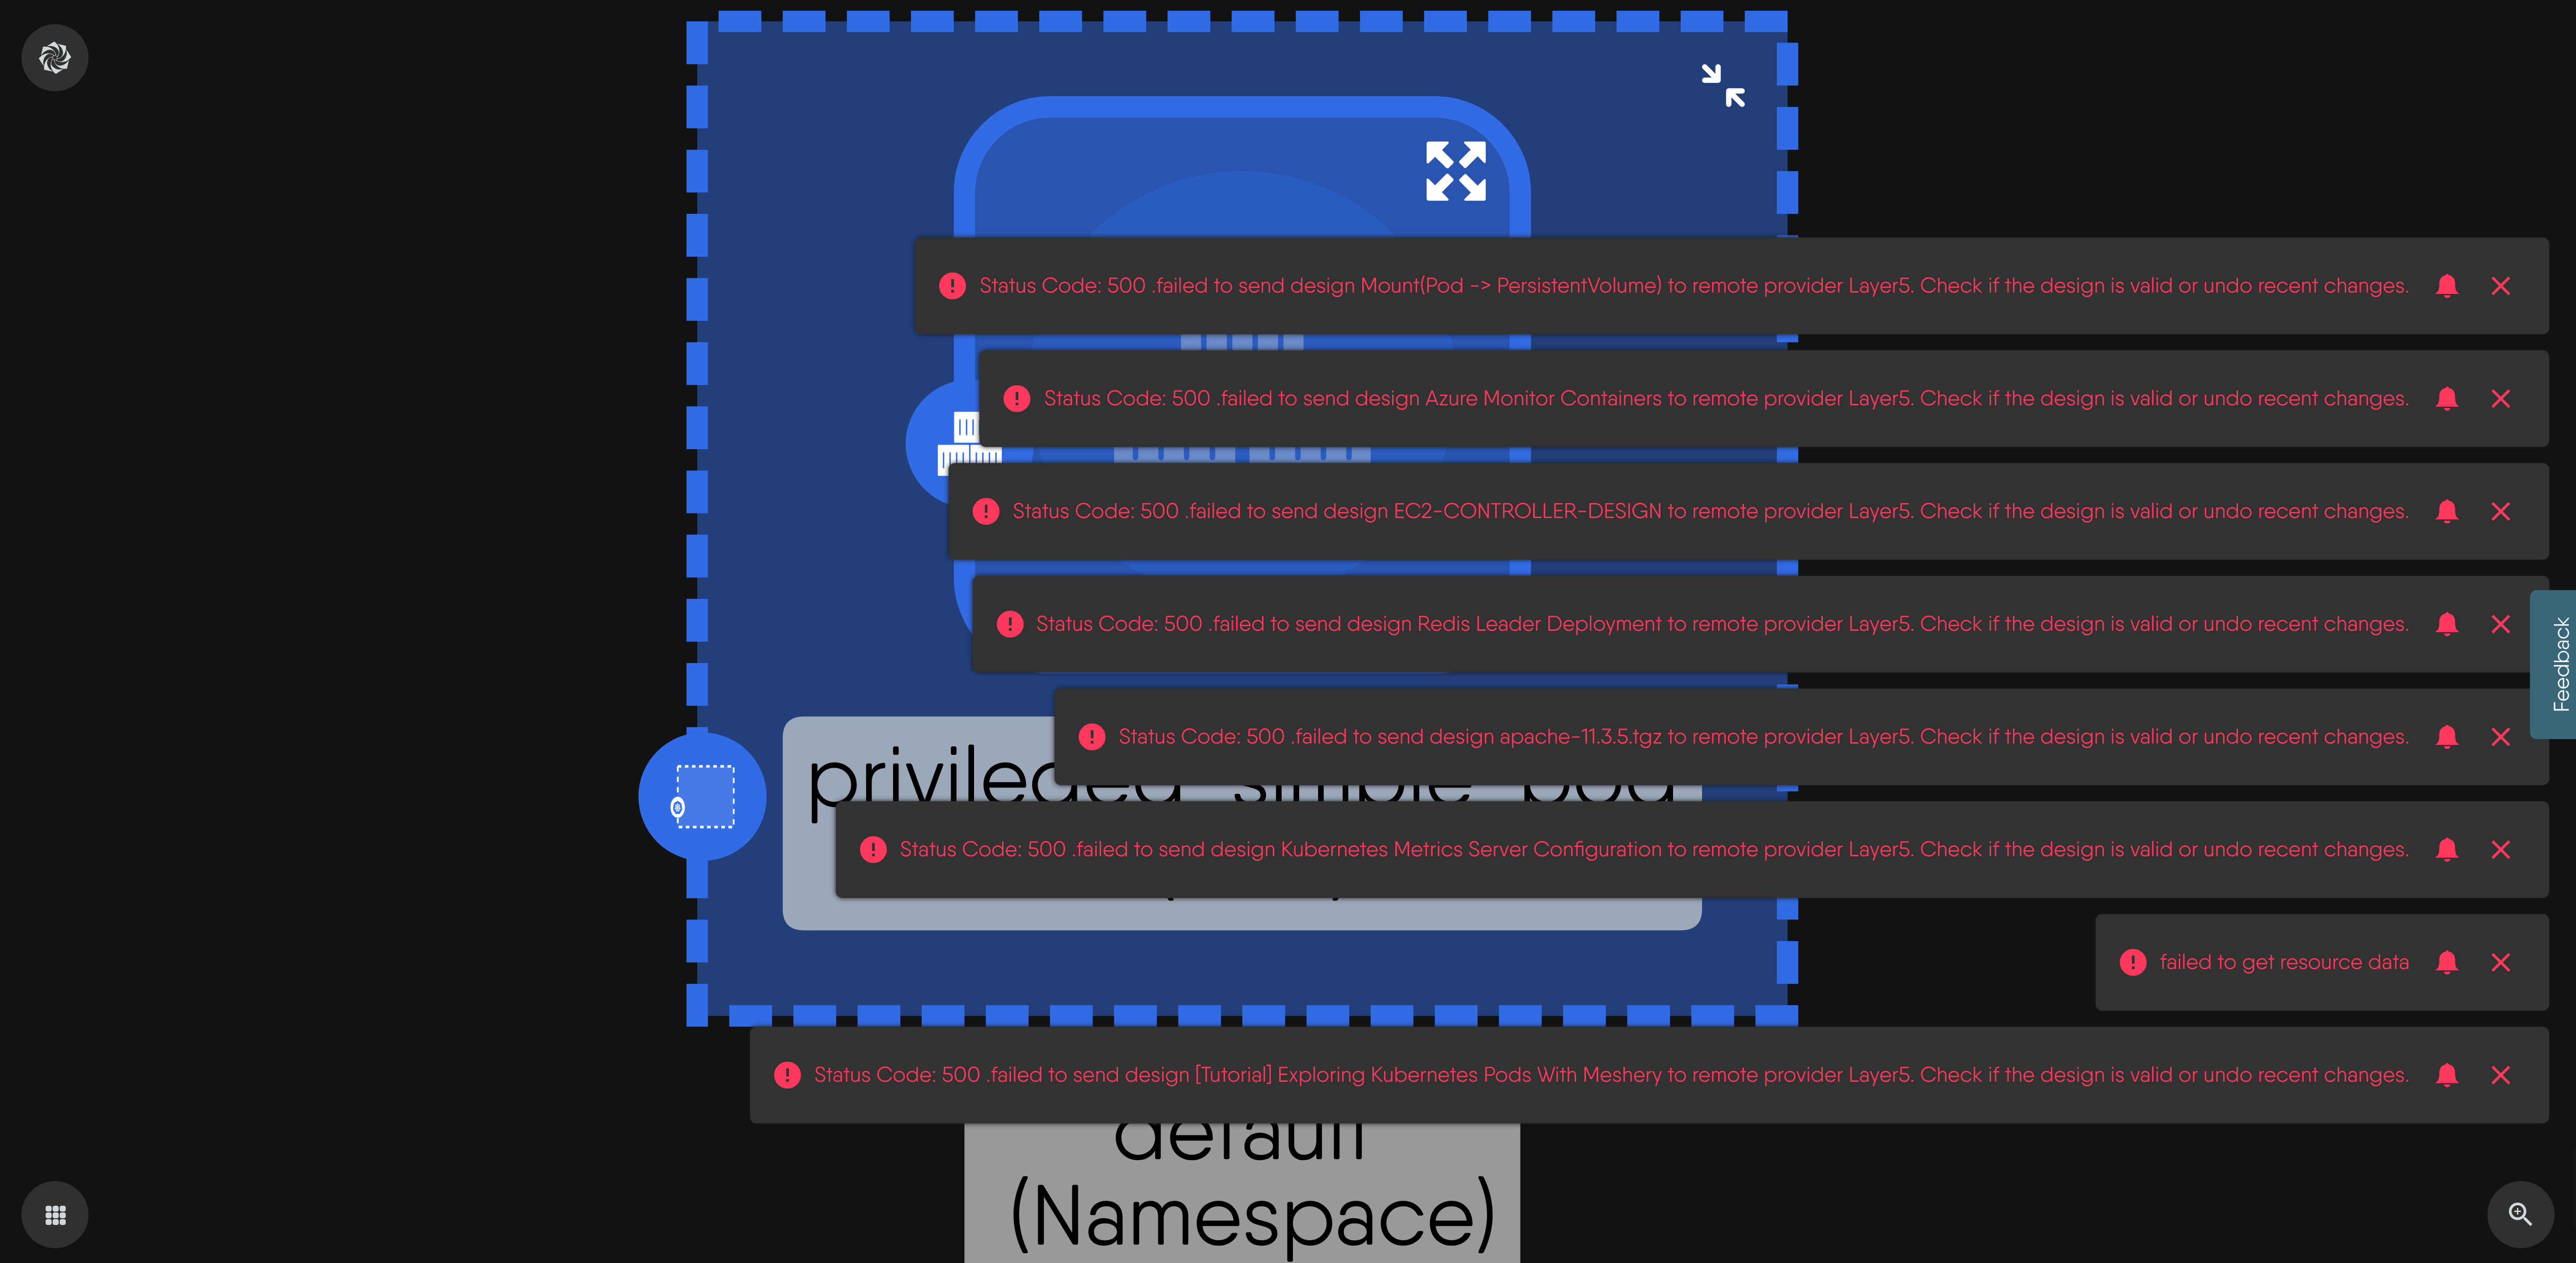 Status Code: 500 .failed to send design Mount(Pod -> PersistentVolume) to remote provider Layer5. Check if the design is valid or undo recent changes.
Status Code: 500 .failed to send design Azure Monitor Containers to remote provider Layer5. Check if the design is valid or undo recent changes.
Status Code: 500 .failed to send design EC2-CONTROLLER-DESIGN to remote provider Layer5. Check if the design is valid or undo recent changes.
Status Code: 500 .failed to send design Redis Leader Deployment to remote provider Layer5. Check if the design is valid or undo recent changes.
Feedback
Status Code: 500 .failed to send design apache-11.3.5.tgz to remote provider Layer5. Check if the design is valid or undo recent changes.
privileged-simple-pod
Status Code: 500 .failed to send design Kubernetes Metrics Server Configuration to remote provider Layer5. Check if the design is valid or undo recent changes.
failed to get resource data
Status Code: 500 .failed to send design [Tutorial] Exploring Kubernetes Pods With Meshery to remote provider Layer5. Check if the design is valid or undo recent changes.
default
(Namespace)